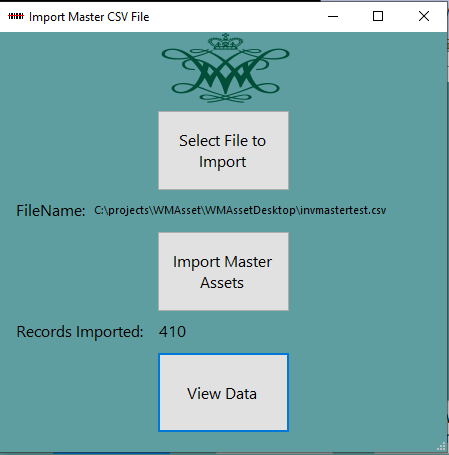 Import Master CSV File
Select File to
Import
FileName: C:\projects\WMAsset\WMAssetDesktop\invmastertest.csv
Import Master
Assets
Records Imported: 410
View Data